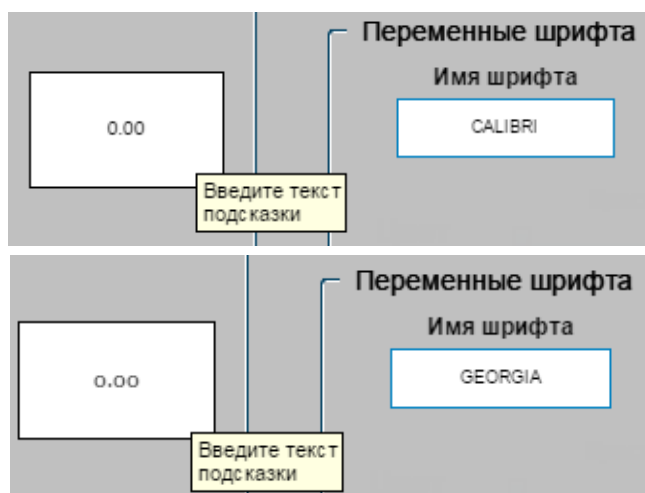 Переменные шрифта
Имя шрифта
0.00
CALIBRI
Введите текст
подсказки
Переменные шрифта
Имя шрифта
0.00
GEORGIA
Введите текст
подсказки